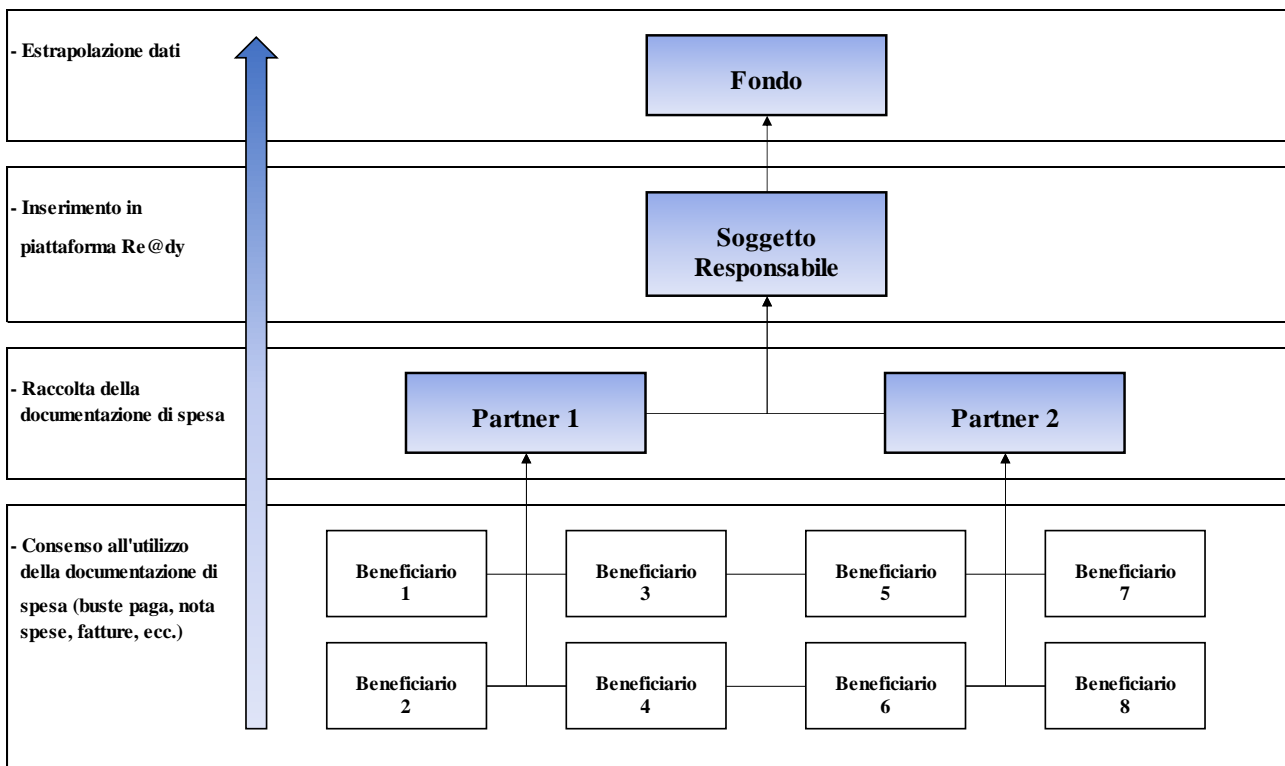 - Estrapolazione dati
Fondo
- Inserimento in
piattaforma Re@dy
Soggetto
Responsabile
- Raccolta della
documentazione di spesa
Partner 1
Partner 2
- Consenso all'utilizzo
della documentazione di
spesa (buste paga, nota
spese, fatture, ecc.)
Beneficiario
1
Beneficiario
3
Beneficiario
5
Beneficiario
7
Beneficiario
2
Beneficiario
4
Beneficiario
6
Beneficiario
8